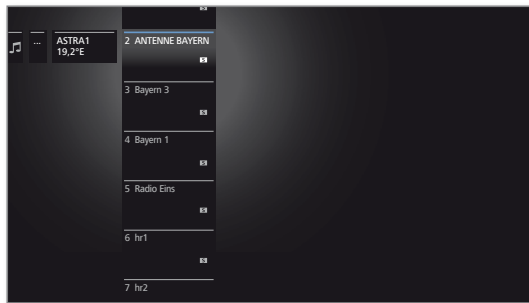 S
...
ASTRA1
19,2°E
2 ANTENNE BAYERN
S
3 Bayern 3
S
4 Bayern 1
S
5 Radio Eins
S
6 hr1
S
7 hr2